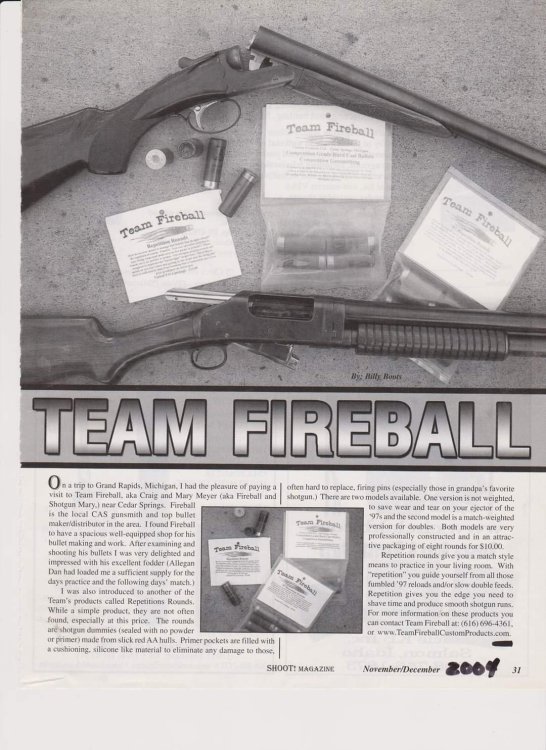 Team Fireball
Team Fireball
Repetition Rounds
Team Fireball
By: Billy Boots
TEAM FIREBALL
On a trip to Grand Rapids, Michigan, I had the pleasure of paying a
visit to Team Fireball, aka Craig and Mary Meyer (aka Fireball and
Shotgun Mary,) near Cedar Springs. Fireball
is the local CAS gunsmith and top bullet
maker/distributor in the area. I found Fireball
to have a spacious well-equipped shop for his
bullet making and work. After examining and
shooting his bullets I was very delighted and
impressed with his excellent fodder (Allegan
Dan had loaded me a sufficient supply for the
days practice and the following days' match.)
I was also introduced to another of the
Team's products called Repetitions Rounds.
While a simple product, they are not often
found, especially at this price. The rounds
are shotgun dummies (sealed with no powder
or primer) made from slick red AA hulls. Primer pockets are filled with
a cushioning, silicone like material to eliminate any damage to those,
often hard to replace, firing pins (especially those in grandpa's favorite
shotgun.) There are two models available. One version is not weighted,
to save wear and tear on your ejector of the
'97s and the second model is a match-weighted
version for doubles. Both models are very
professionally constructed and in an attrac-
tive packaging of eight rounds for $10.00.
Repetition rounds give you a match style
means to practice in your living room. With
"repetition" you guide yourself from all those
fumbled '97 reloads and/or slow double feeds.
Repetition gives you the edge you need to
shave time and produce smooth shotgun runs.
For more information on these products you
can contact Team Fireball at: (616) 696-4361,
or www.TeamFireballCustomProducts.com.
Team Fireball
Team Fireball
Team Fireball
SHOOT! MAGAZINE
November/December 2004 31